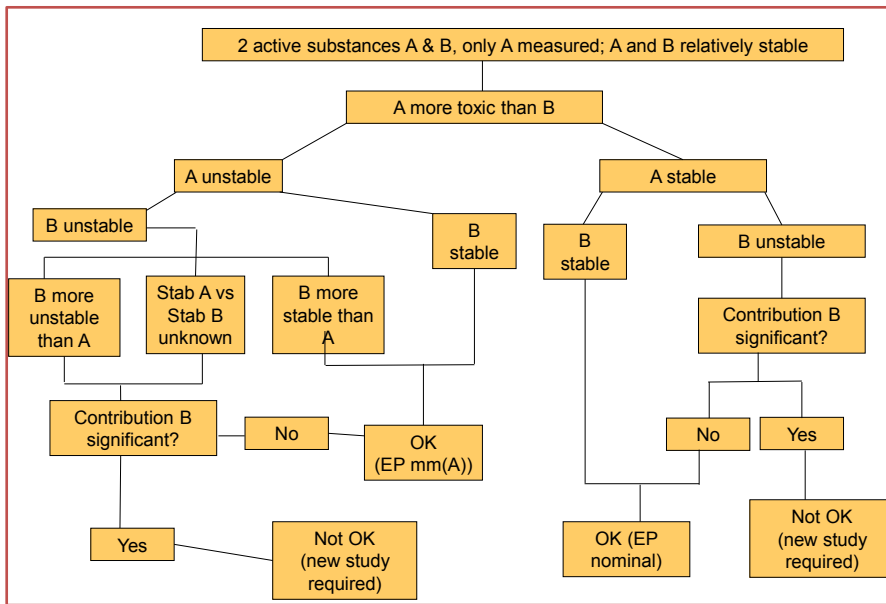 2 active substances A & B, only A measured; A and B relatively stable
A more toxic than B
A unstable
A stable
B unstable
B
stable
B
stable
B unstable
B more
unstable
than A
Stab A vs
Stab B
unknown
B more
stable than
A
Contribution B
significant?
Contribution B
significant?
No
OK
(EP mm(A))
No
Yes
Yes
Not OK
(new study
required)
OK (EP
nominal)
Not OK
(new study
required)